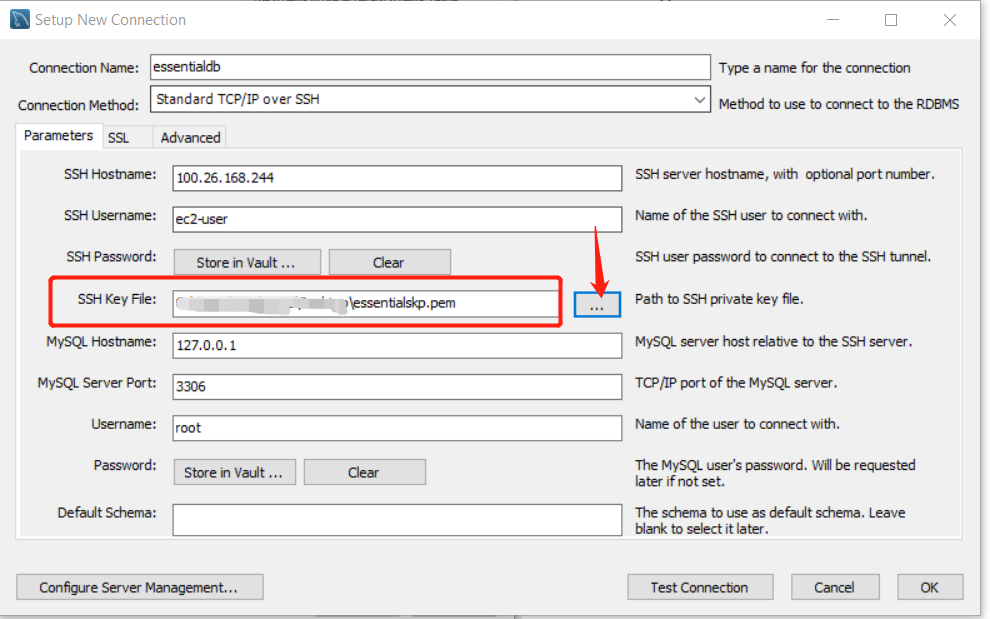 Setup New Connection
Connection Name: essentialdb Type a name for the connection
Connection Method: Standard TCP/IP over SSH Method to use to connect to the RDBMS
Parameters SSL Advanced
SSH Hostname: 100.26.168.244 SSH server hostname, with optional port number.
SSH Username: ec2-user Name of the SSH user to connect with.
SSH Password: Store in Vault ... Clear SSH user password to connect to the SSH tunnel.
SSH Key File: \essentialskp.pem ... Path to SSH private key file.
MySQL Hostname: 127.0.0.1 MySQL server host relative to the SSH server.
MySQL Server Port: 3306 TCP/IP port of the MySQL server.
Username: root Name of the user to connect with.
Password: Store in Vault ... Clear The MySQL user's password. Will be requested
later if not set.
Default Schema: The schema to use as default schema. Leave
blank to select it later.
Configure Server Management... Test Connection Cancel OK